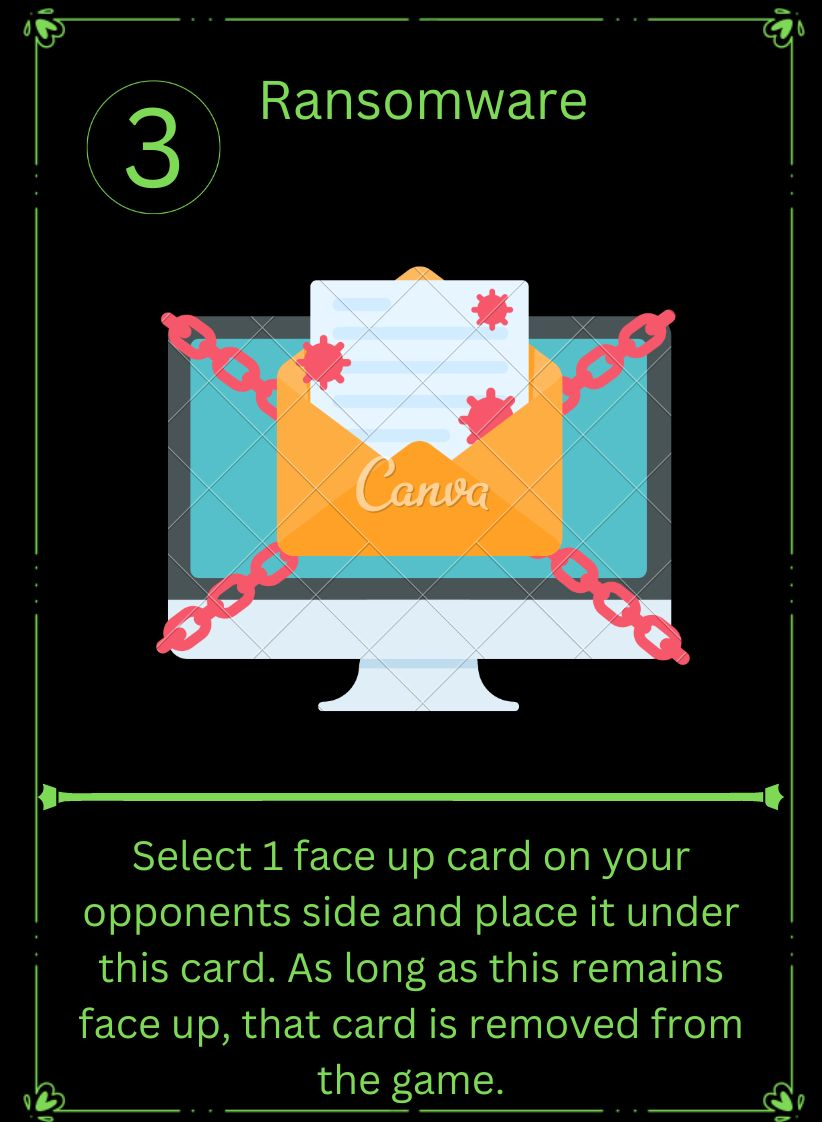 3
Ransomware
Canva
Select 1 face up card on your
opponents side and place it under
this card. As long as this remains
face up, that card is removed from
the game.